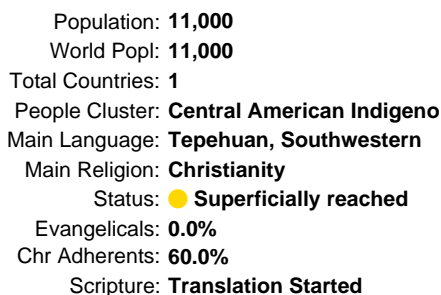 Population: 11,000
World Popl: 11,000
Total Countries: 1
People Cluster: Central American Indigeno
Main Language: Tepehuan, Southwestern
Main Religion: Christianity
Status: Superficially reached
Evangelicals: 0.0%
Chr Adherents: 60.0%
Scripture: Translation Started